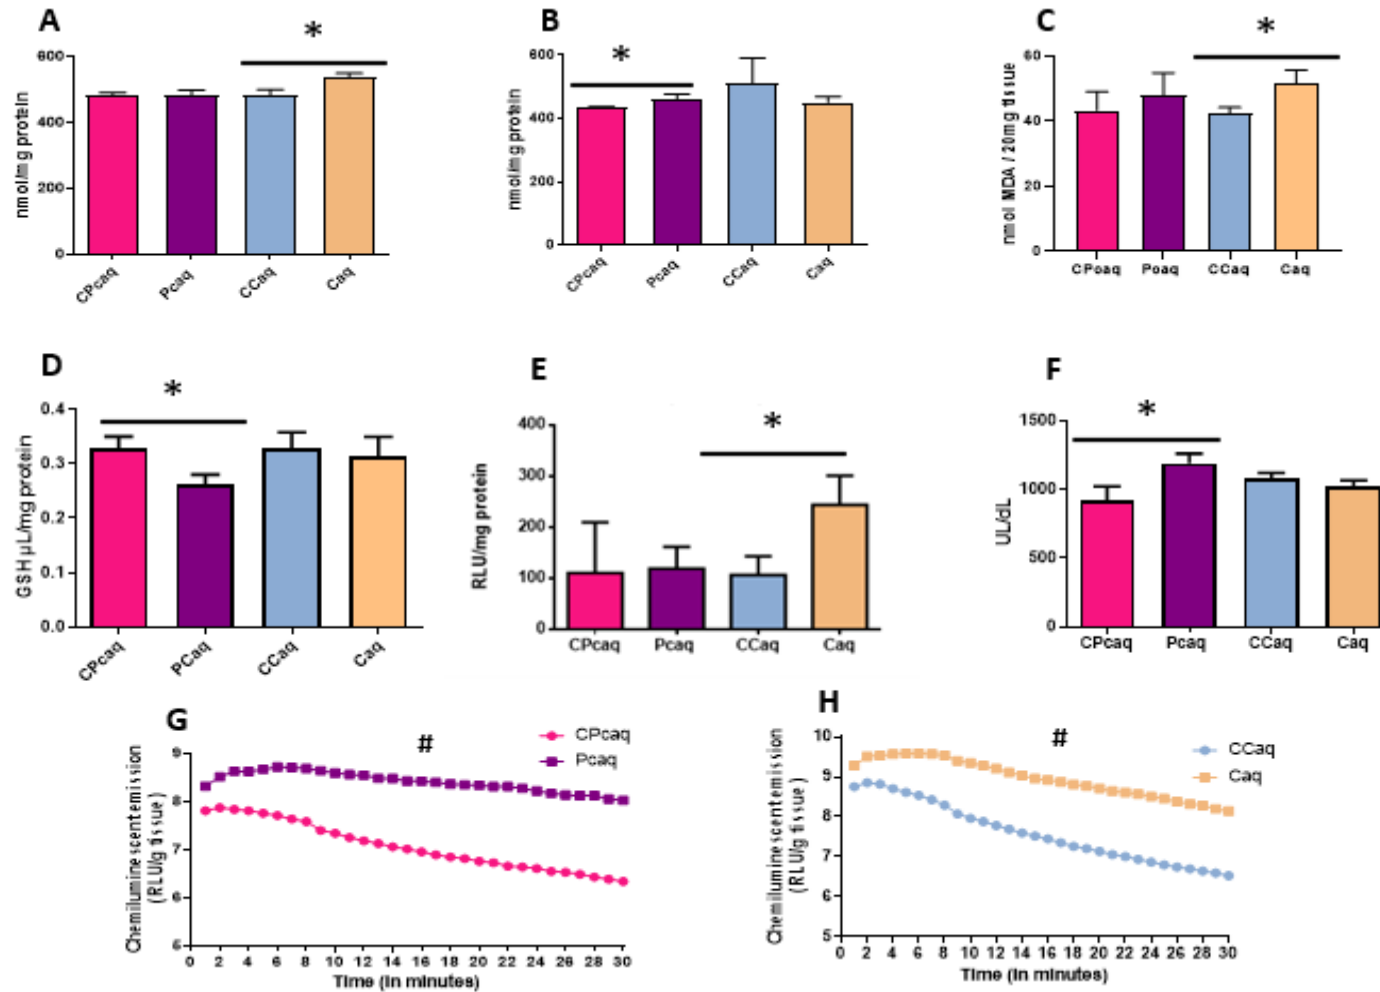 A
*
600
400
200
0
nmol/mg protein
CPcaq Pcaq CCaq Caq
B
*
600
400
200
0
nmol/mg protein
CPcaq Pcaq CCaq Caq
C
*
60
40
20
0
nmol MDA / 20mg tissue
CPoaq Poaq CCaq Caq
D
*
0.4
0.3
0.2
0.1
0.0
GSH µL/mg protein
CPcaq PCaq CCaq Caq
E
*
400
300
200
100
0
RLU/mg protein
CPcaq Pcaq CCaq Caq
F
*
1500
1000
500
0
UL/dL
CPcaq Pcaq CCaq Caq
G
#
CPcaq
Pcaq
9
8
7
6
5
Chemiluminescent emission
(RLU/g tissue)
0 2 4 6 8 10 12 14 16 18 20 22 24 26 28 30
Time (in minutes)
H
#
CCaq
Caq
10
9
8
7
6
5
Chemiluminescent emission
(RLU/g tissue)
0 2 4 6 8 10 12 14 16 18 20 22 24 26 28 30
Time (in minutes)